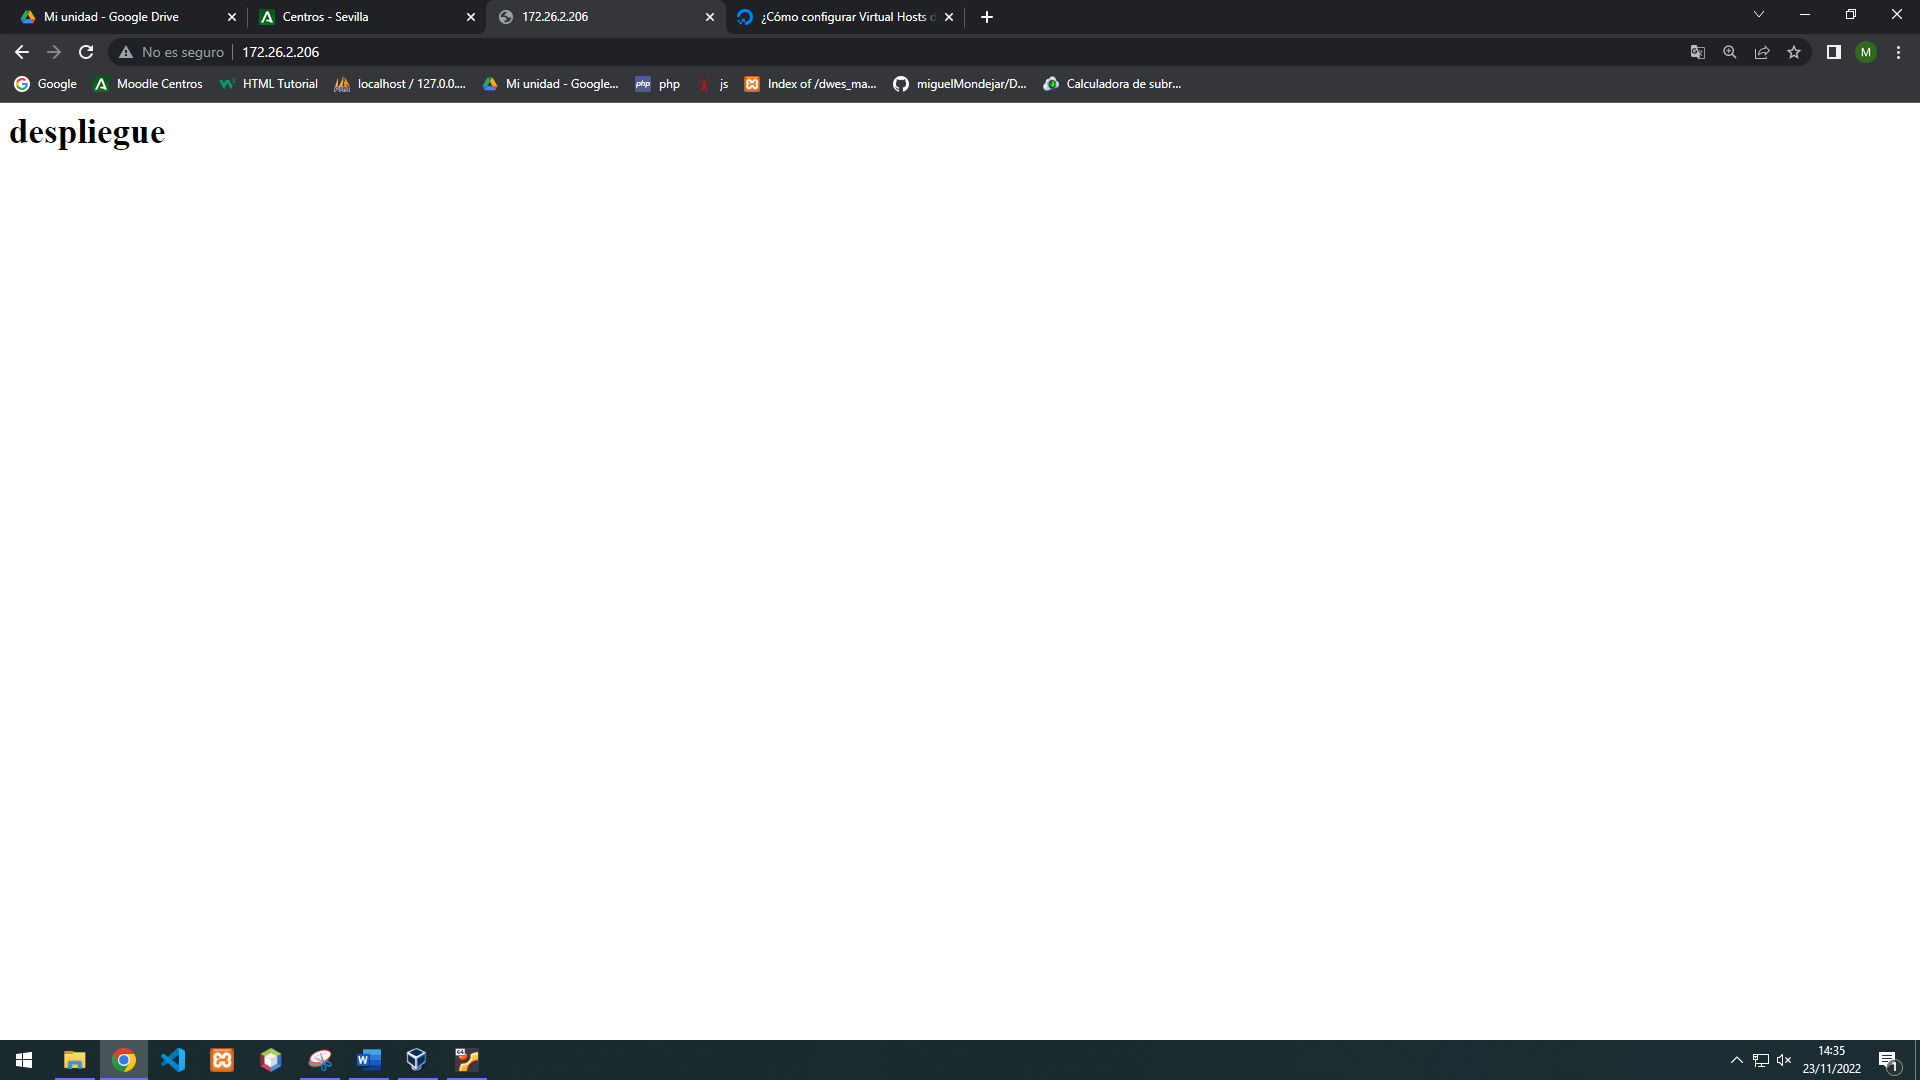 Mi unidad - Google Drive
Centros - Sevilla
172.26.2.206
¿Cómo configurar Virtual Hosts d
No es seguro
172.26.2.206
M
Google
Moodle Centros
HTML Tutorial
localhost / 127.0.0....
Mi unidad - Google...
php
php
js
Index of /dwes_ma...
miguelMondejar/D...
Calculadora de subr...
despliegue
14:35
23/11/2022
1